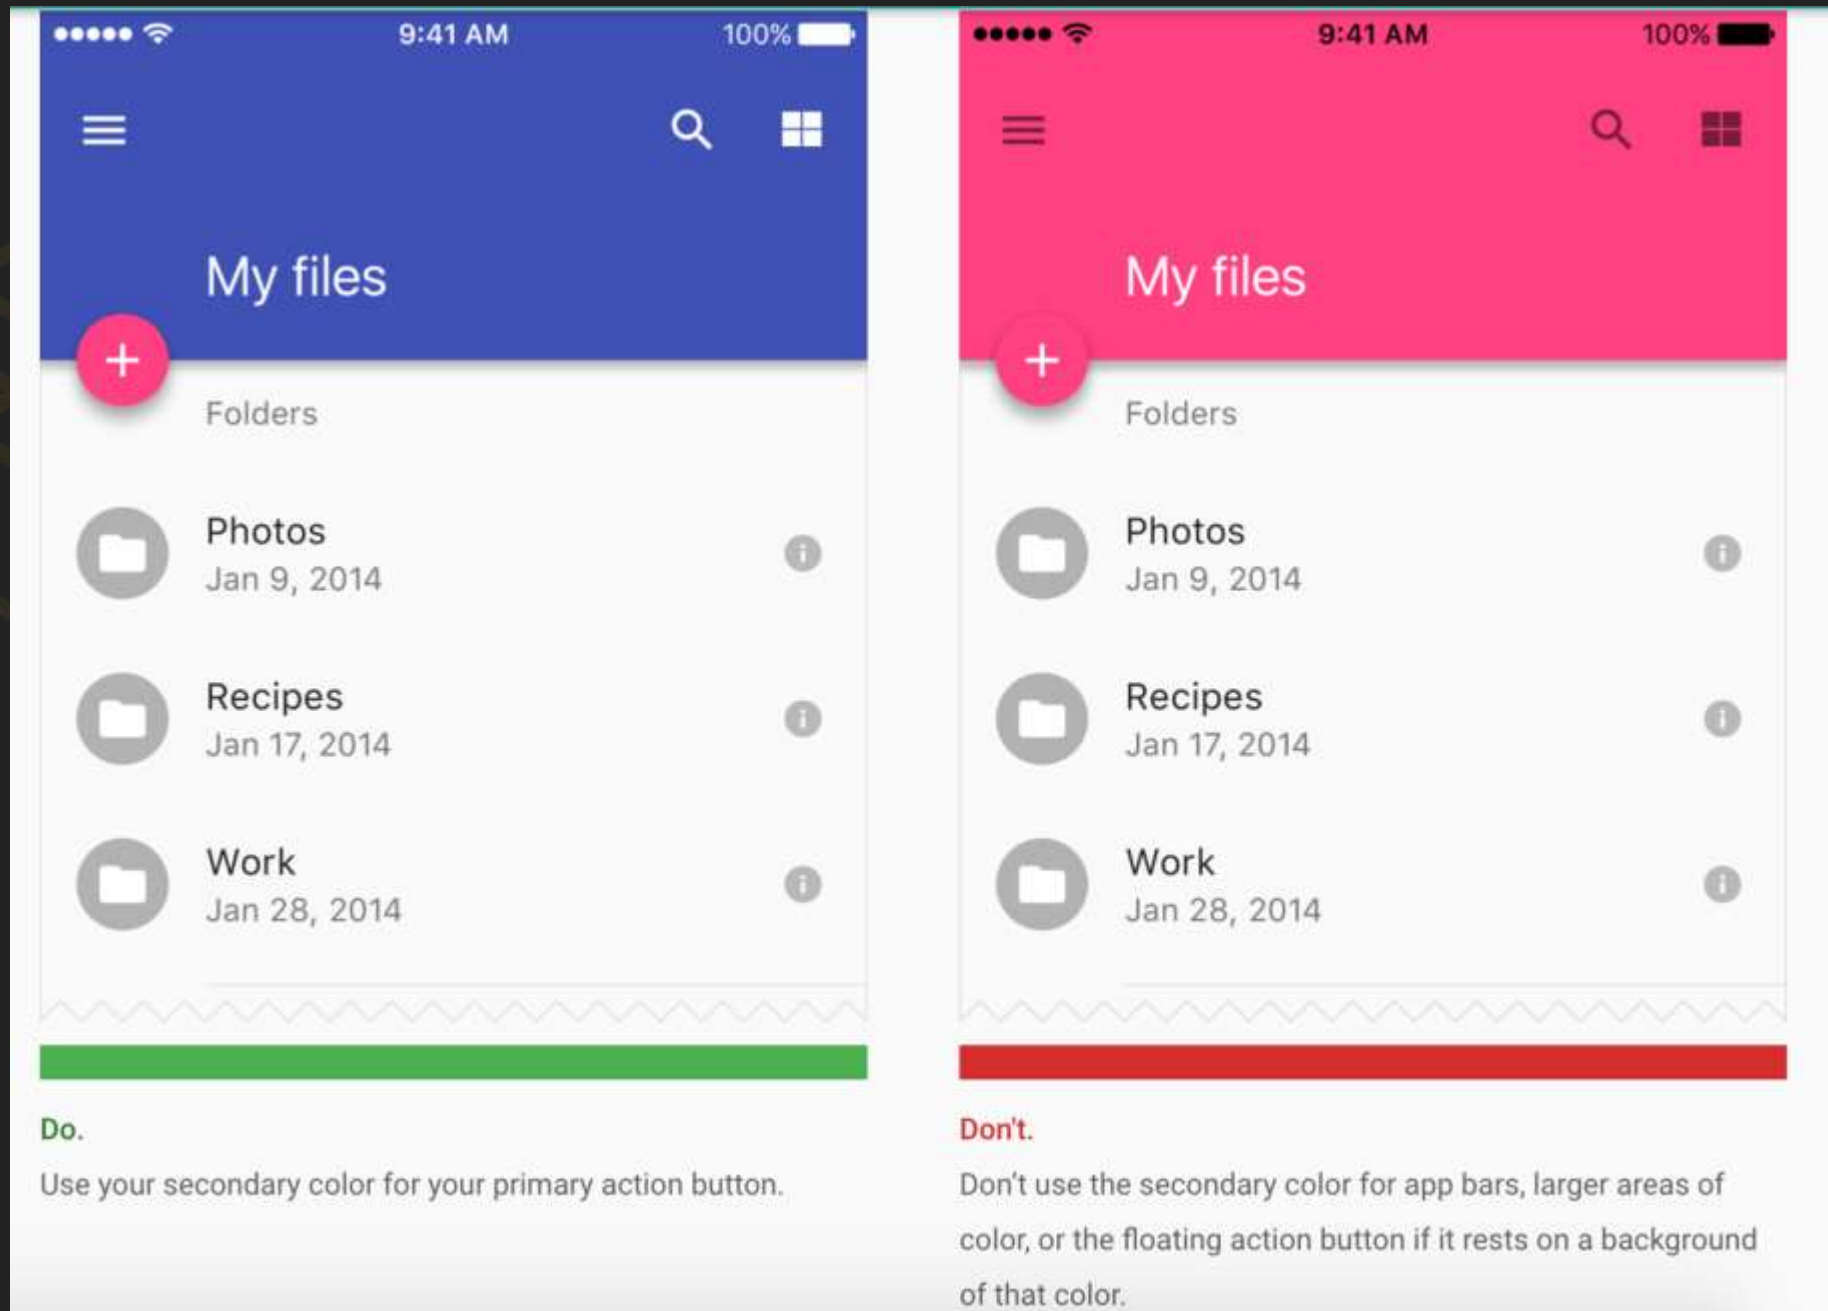 9:41 AM 100%
My files
+
Folders
Photos
Jan 9, 2014
Recipes
Jan 17, 2014
Work
Jan 28, 2014
Do.
Use your secondary color for your primary action button.
9:41 AM 100%
My files
+
Folders
Photos
Jan 9, 2014
Recipes
Jan 17, 2014
Work
Jan 28, 2014
Don't.
Don't use the secondary color for app bars, larger areas of
color, or the floating action button if it rests on a background
of that color.